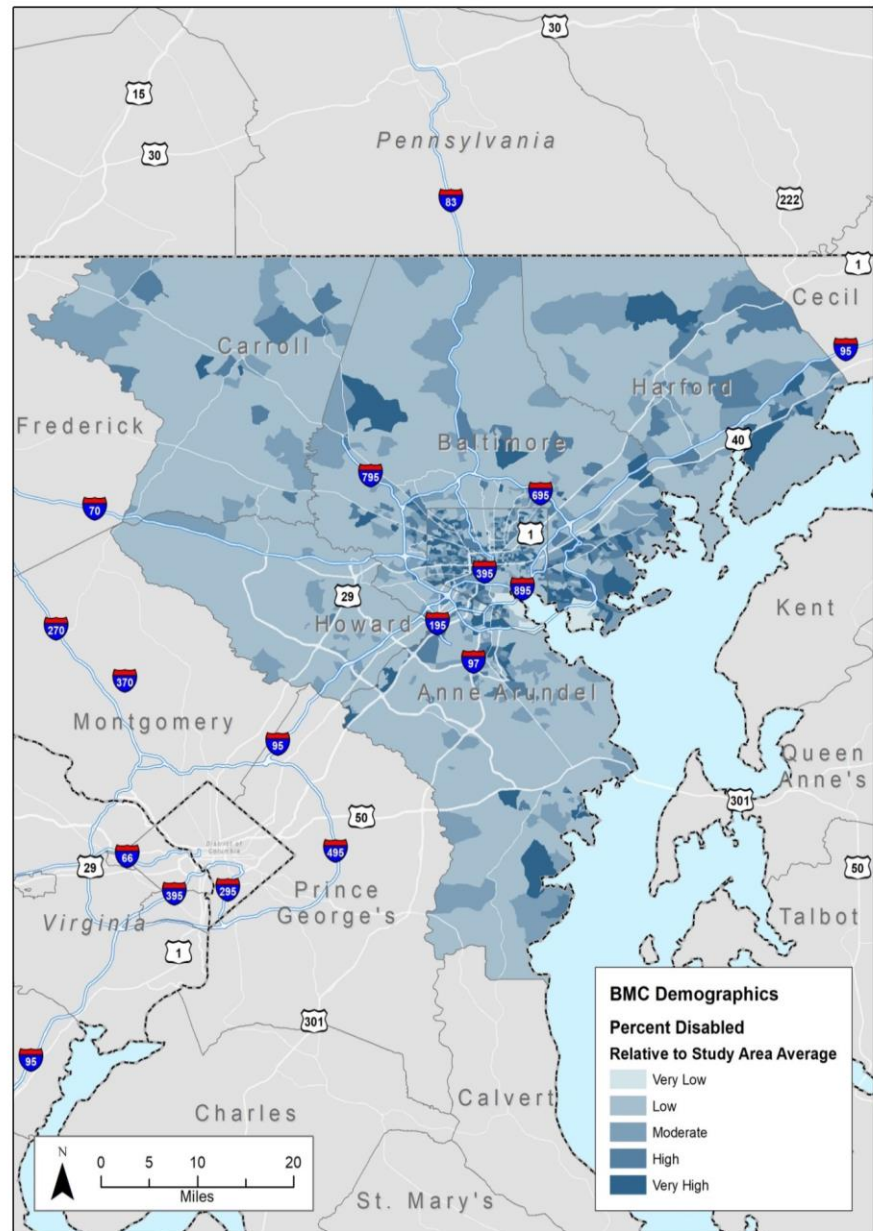 30
15
30
Pennsylvania
83
222
1
Cecil
95
Carroll
Harford
Frederick
Baltimore
40
795
695
70
1
395
29
895
Kent
Howard
195
270
97
370
Anne Arundel
Montgomery
95
Queen
Anne's
301
50
District of
Columbia
66
495
29
50
395
295
Prince
George's
Talbot
Virginia
1
301
95
Charles
Calvert
St. Mary's
BMC Demographics
Percent Disabled
Relative to Study Area Average
Very Low
Low
Moderate
High
Very High
N
0 5 10 20
Miles